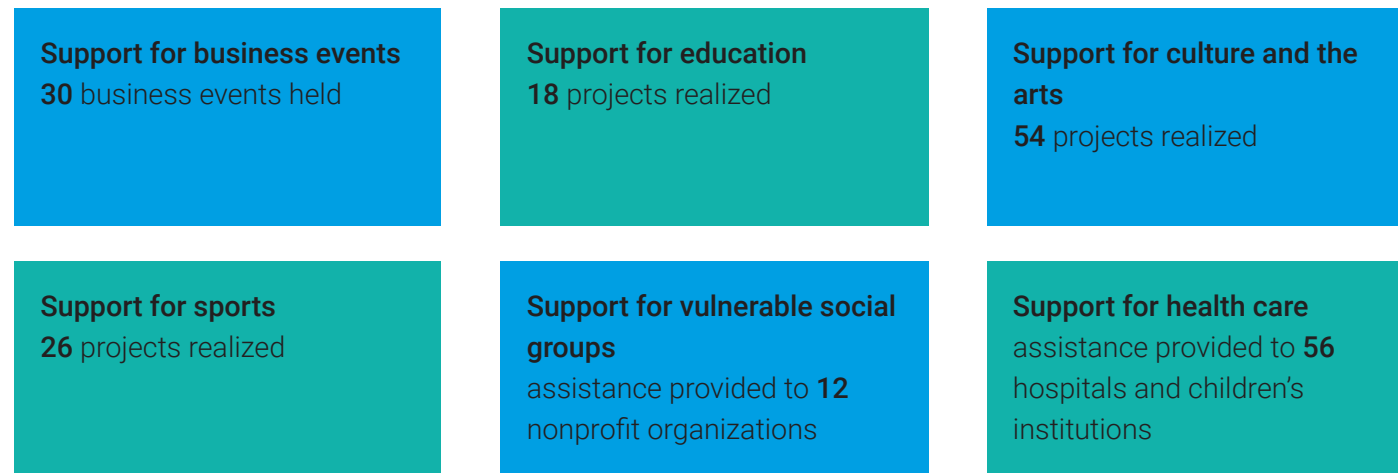 Support for business events
30 business events held
Support for education
18 projects realized
Support for culture and the
arts
54 projects realized
Support for sports
26 projects realized
Support for vulnerable social
groups
assistance provided to 12
nonprofit organizations
Support for health care
assistance provided to 56
hospitals and children's
institutions